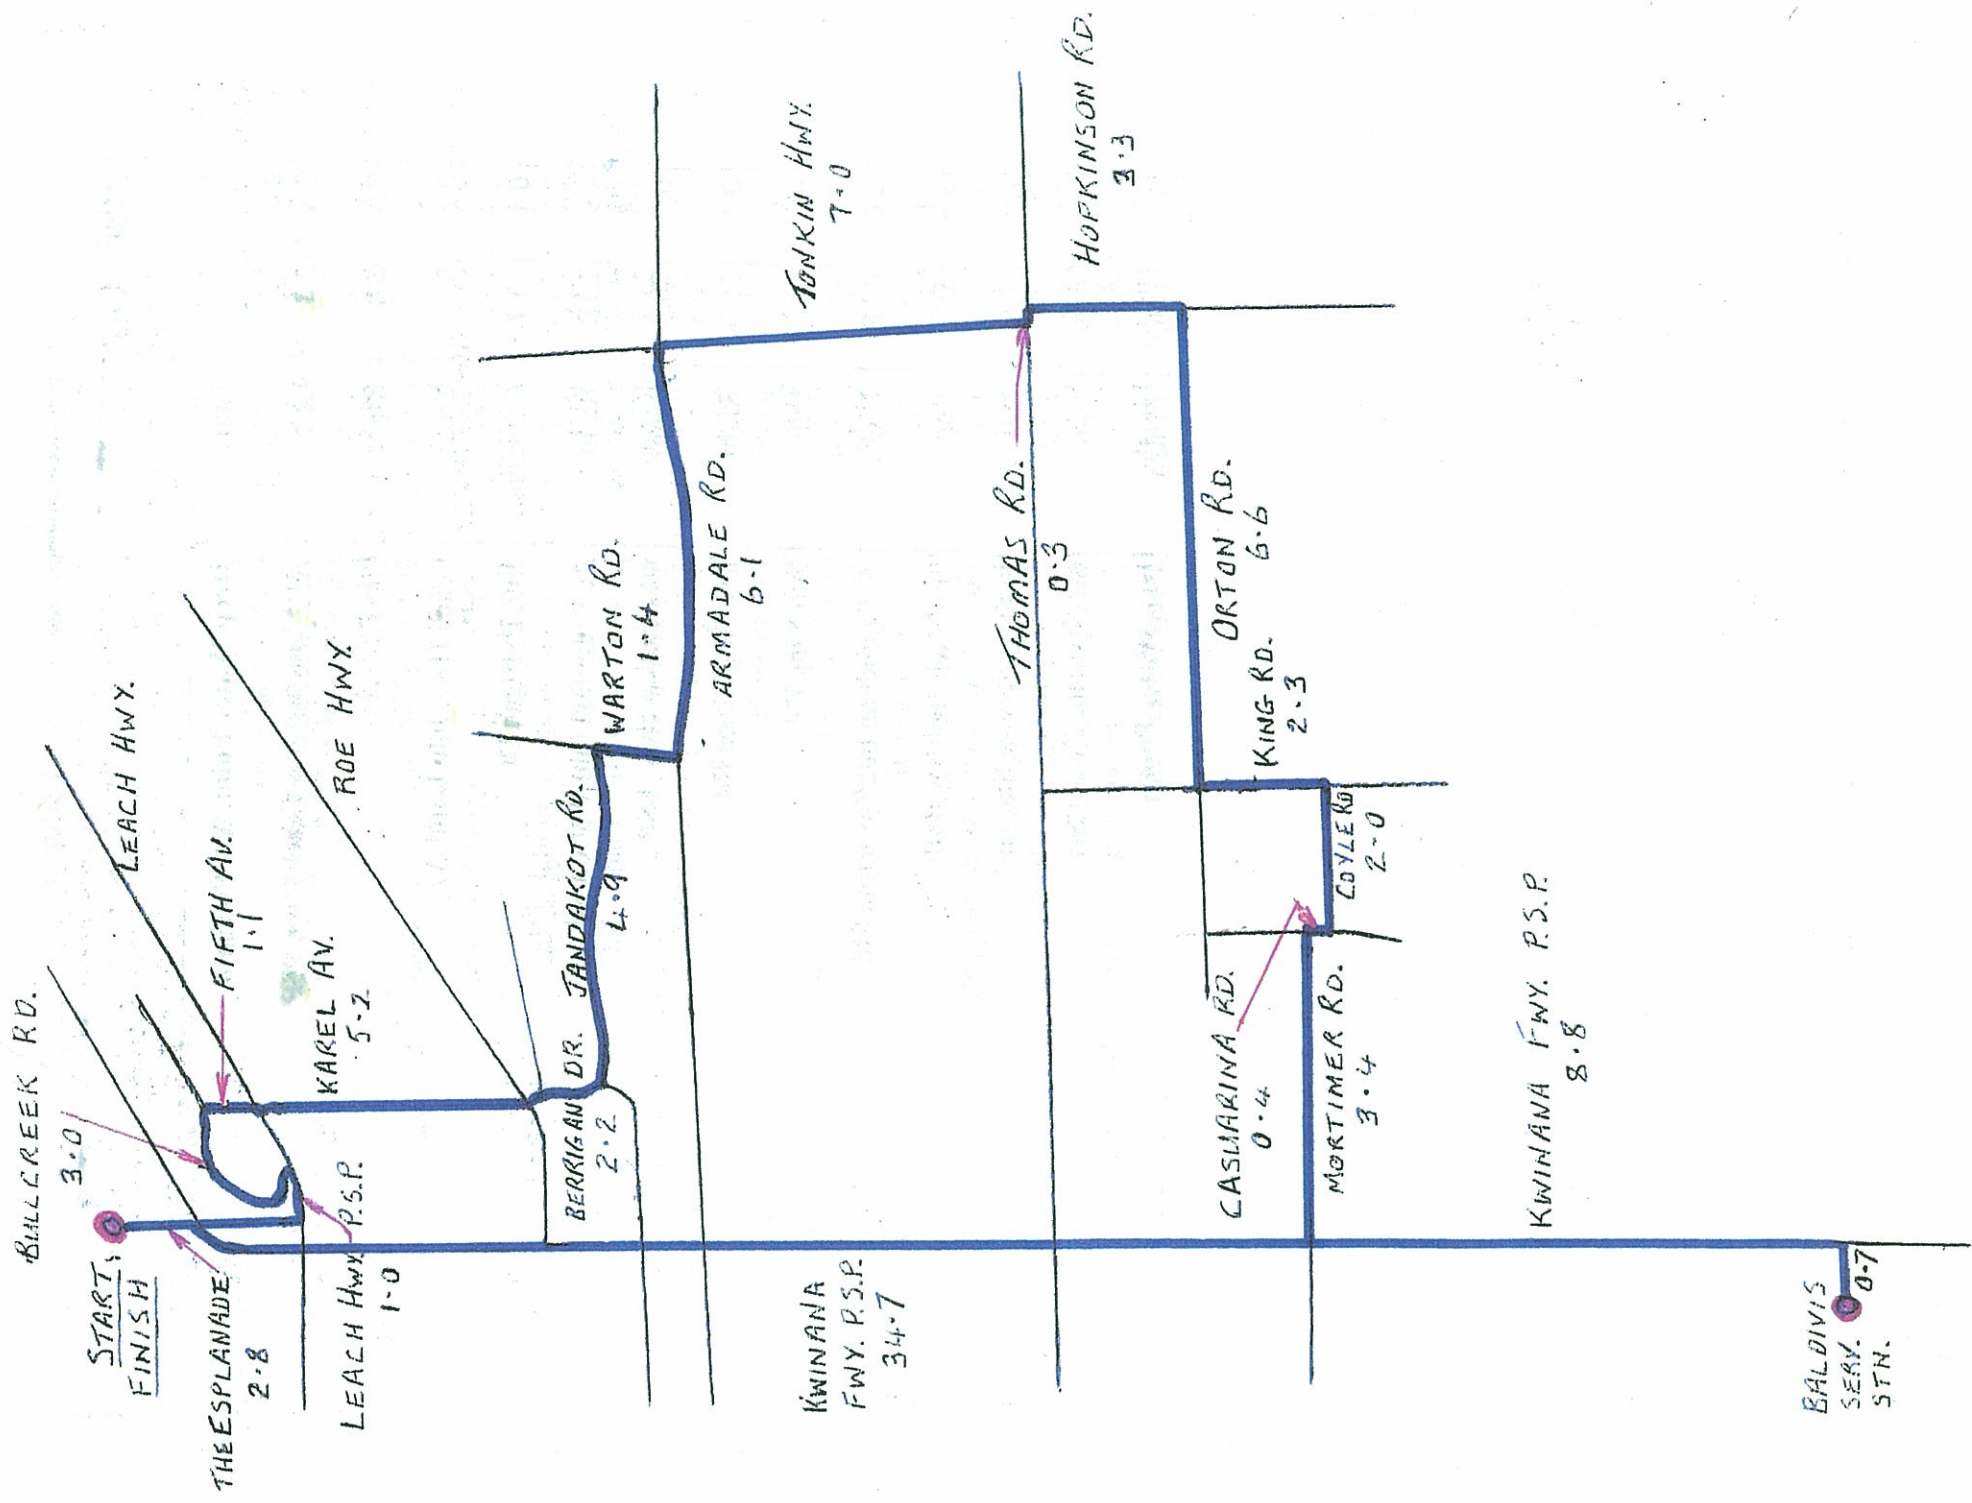 BULLCREEK RD.
3.0
START,
FINISH
THE ESPLANADE
2.8
LEACH HWY. P.S.P.
1.0
LEACH HWY.
FIFTH AV.
1.1
KAREL AV.
5.2
ROE HWY.
BERRIGAN DR.
2.2
JANDAKOT RD.
4.9
WARTON RD.
1.4
ARMADALE RD.
6.1
TONKIN HWY.
7.0
THOMAS RD.
0.3
HOPKINSON RD.
3.3
ORTON RD.
6.6
KING RD.
2.3
COYLE RD
2.0
CASUARINA RD.
0.4
MORTIMER RD.
3.4
KWINANA FWY. P.S.P.
8.8
BALDIVIS
SERV.
STN.
0.7
KWINANA
FWY. P.S.P.
34.7